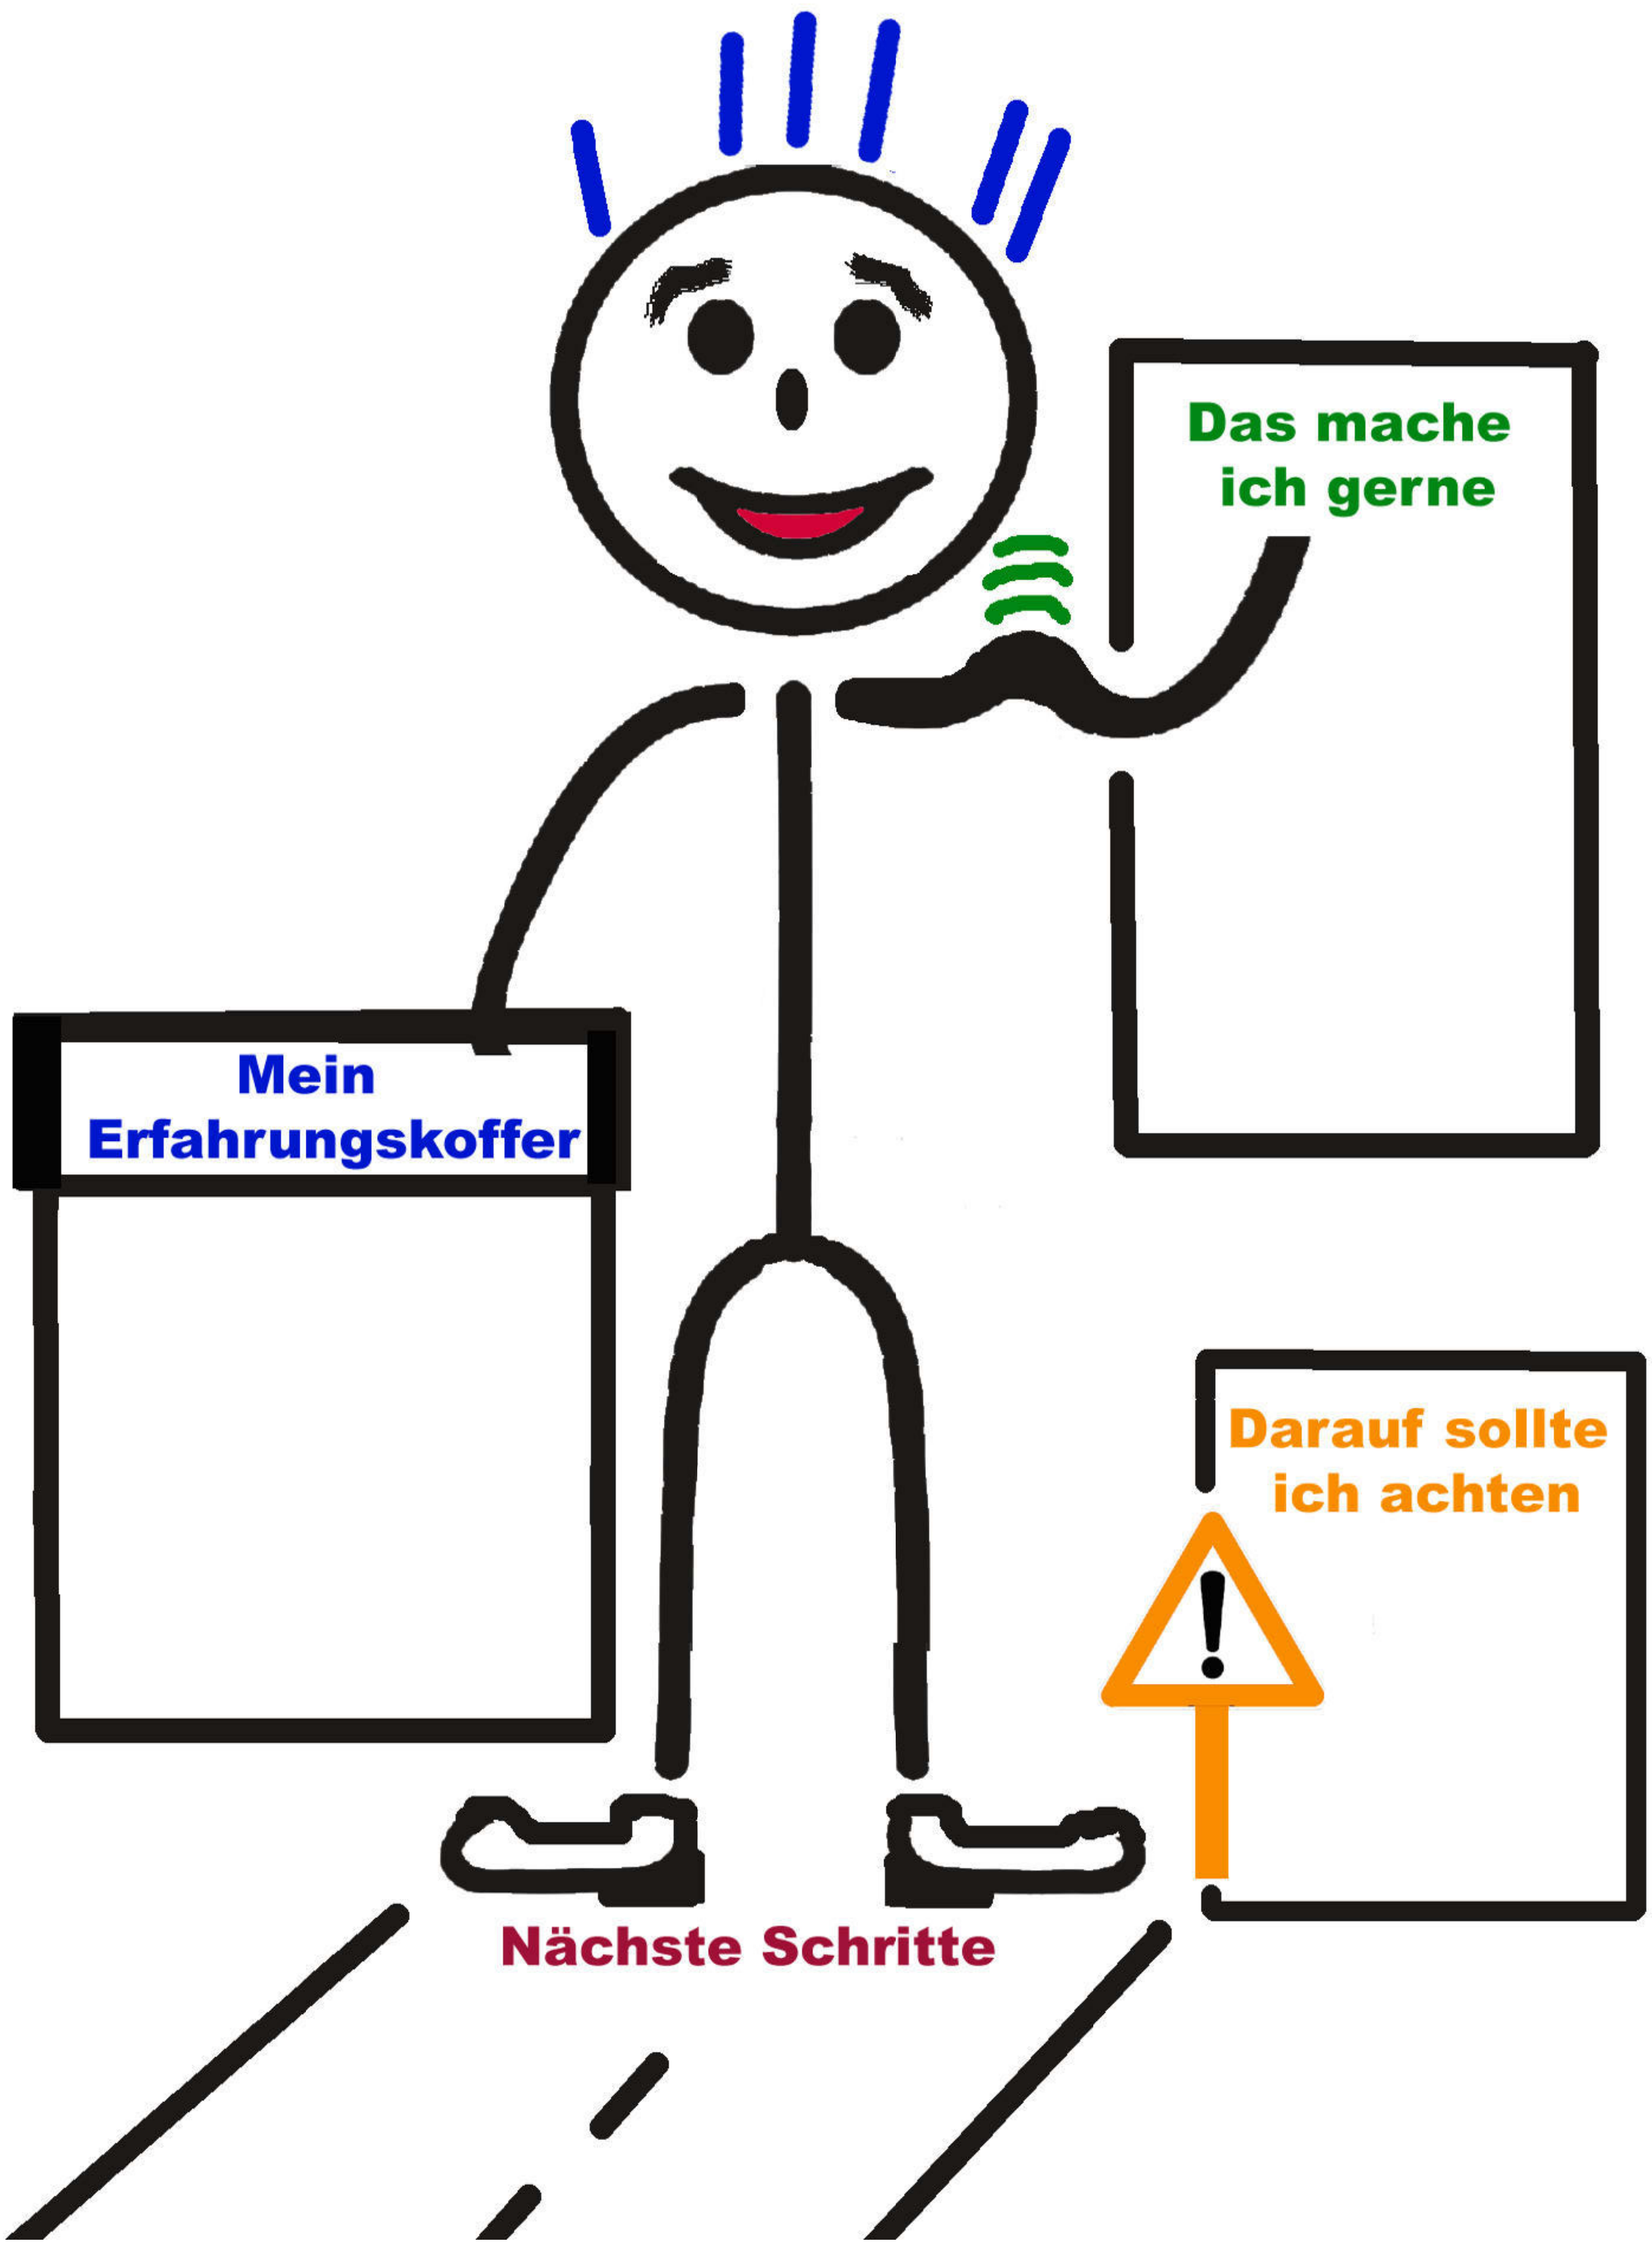 Das mache
ich gerne
Mein
Erfahrungskoffer
Darauf sollte
ich achten
!
Nächste Schritte